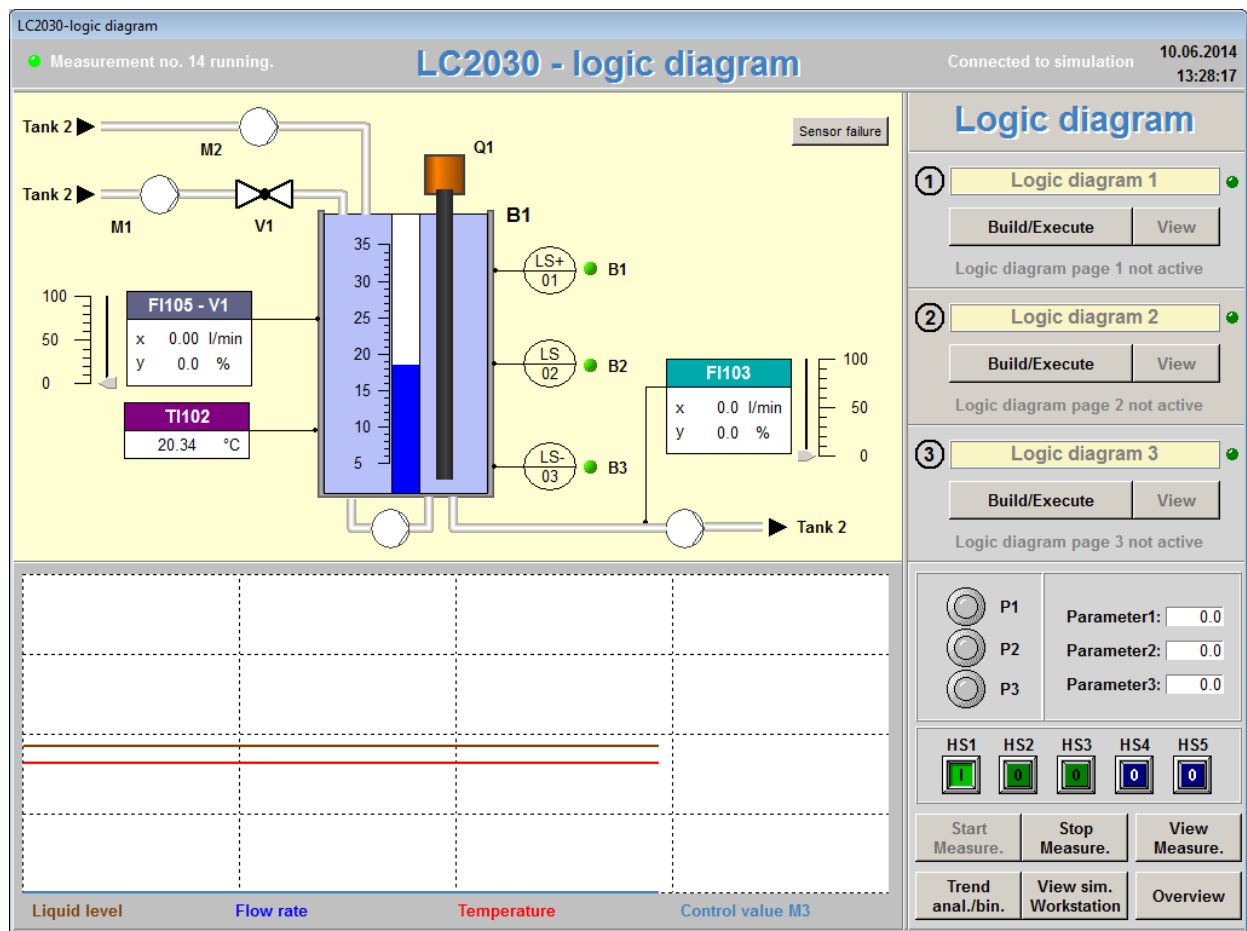 LC2030-logic diagram
Measurement no. 14 running.
LC2030 - logic diagram
Connected to simulation
10.06.2014
13:28:17
Tank 2
M2
Q1
Sensor failure
Tank 2
M1
V1
B1
35
30
25
20
15
10
5
LS+
01
B1
LS
02
B2
LS-
03
B3
100
50
0
FI105 - V1
x 0.00 l/min
y 0.0 %
TI102
20.34 °C
FI103
x 0.0 l/min
y 0.0 %
100
50
0
Tank 2
Liquid level
Flow rate
Temperature
Control value M3
Logic diagram
1 Logic diagram 1
Build/Execute View
Logic diagram page 1 not active
2 Logic diagram 2
Build/Execute View
Logic diagram page 2 not active
3 Logic diagram 3
Build/Execute View
Logic diagram page 3 not active
P1
P2
P3
Parameter1: 0.0
Parameter2: 0.0
Parameter3: 0.0
HS1 HS2 HS3 HS4 HS5
I 0 0 0 0
Start
Measure.
Stop
Measure.
View
Measure.
Trend
anal./bin.
View sim.
Workstation
Overview